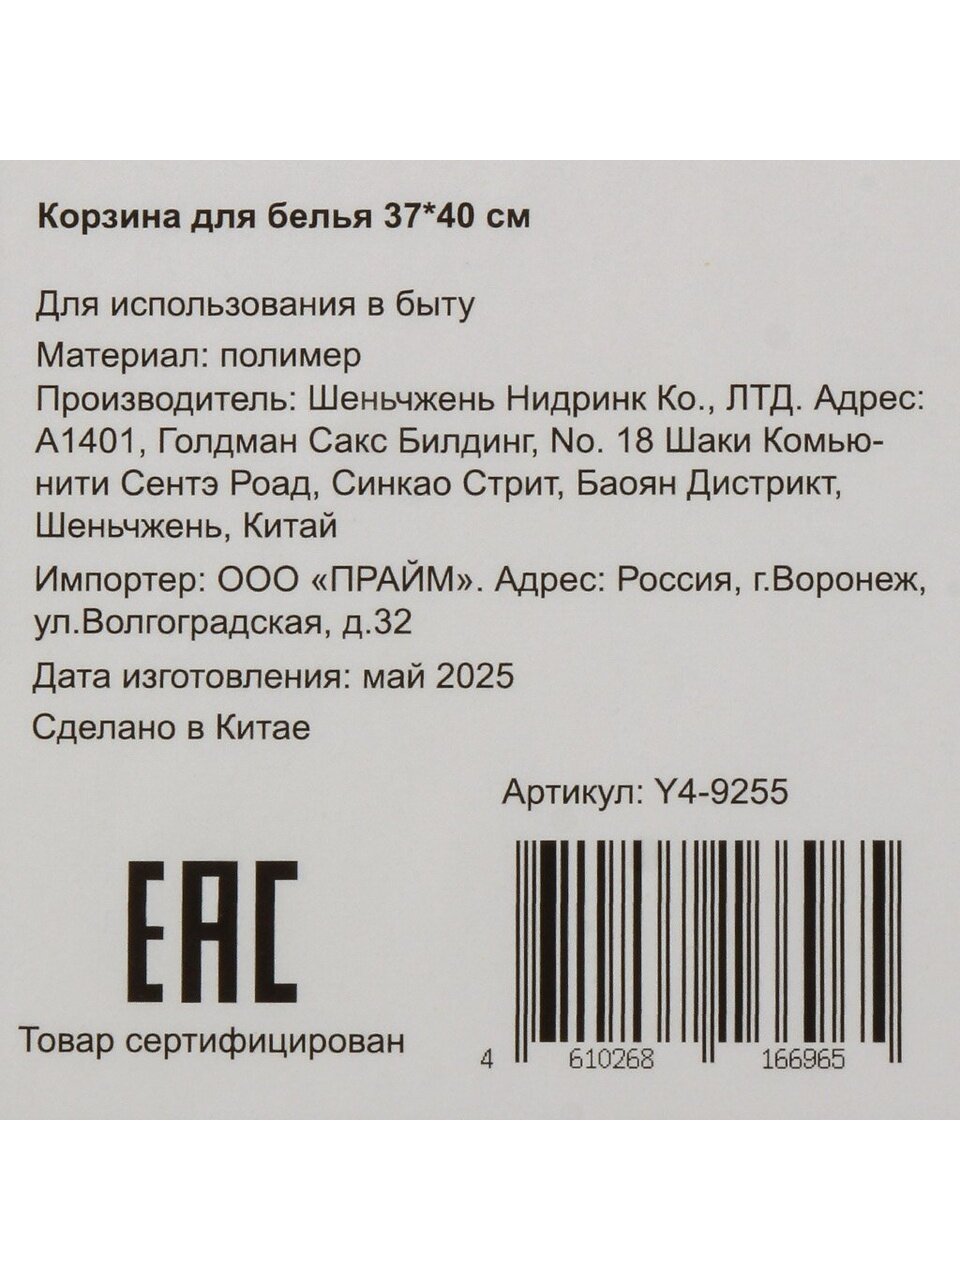 Корзина для белья 37*40 см
Для использования в быту
Материал: полимер
Производитель: Шеньчжень Нидринк Ко., ЛТД. Адрес:
А1401, Голдман Сакс Билдинг, No. 18 Шаки Комью-
нити Сентэ Роад, Синкао Стрит, Баоян Дистрикт,
Шеньчжень, Китай
Импортер: ООО «ПРАЙМ». Адрес: Россия, г.Воронеж,
ул.Волгоградская, д.32
Дата изготовления: май 2025
Сделано в Китае
Артикул: Y4-9255
EAC
Товар сертифицирован
4 610268 166965